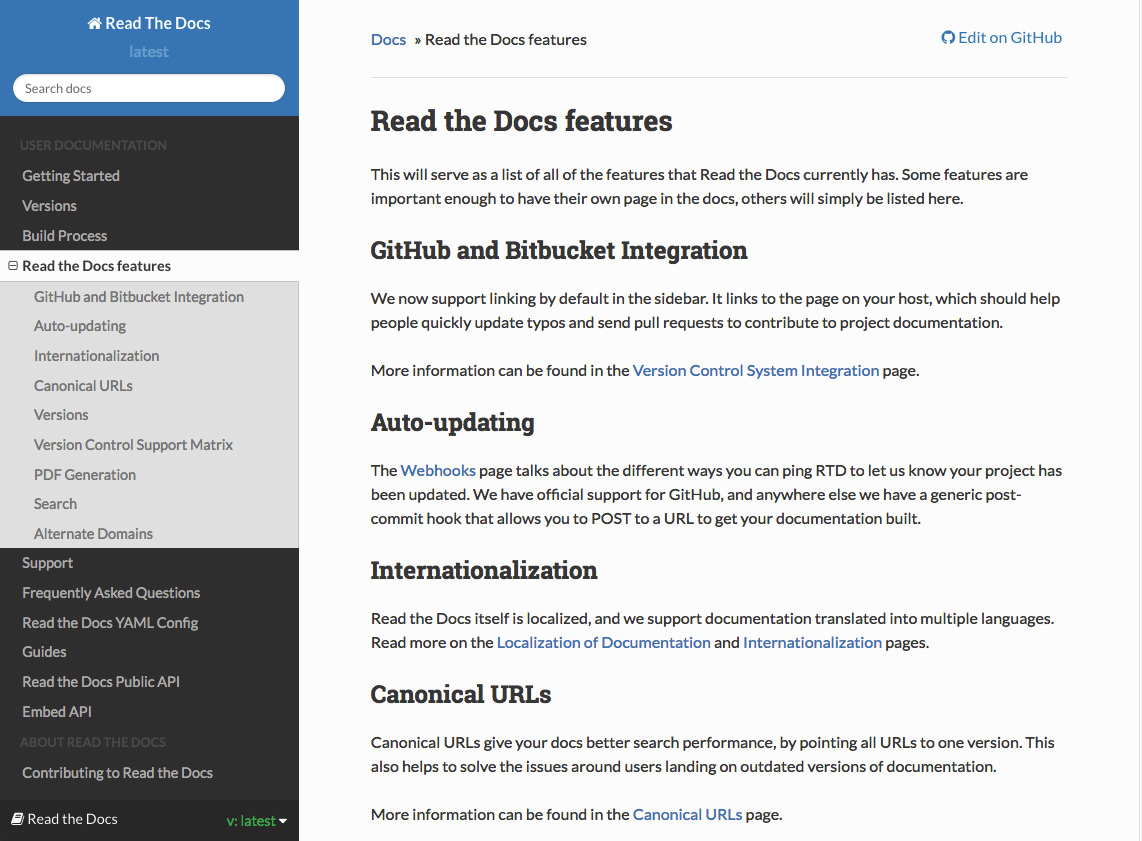 Read The Docs
latest
Search docs
USER DOCUMENTATION
Getting Started
Versions
Build Process
Read the Docs features
GitHub and Bitbucket Integration
Auto-updating
Internationalization
Canonical URLs
Versions
Version Control Support Matrix
PDF Generation
Search
Alternate Domains
Support
Frequently Asked Questions
Read the Docs YAML Config
Guides
Read the Docs Public API
Embed API
ABOUT READ THE DOCS
Contributing to Read the Docs
Read the Docs
v: latest
Docs » Read the Docs features
Edit on GitHub
Read the Docs features
This will serve as a list of all of the features that Read the Docs currently has. Some features are
important enough to have their own page in the docs, others will simply be listed here.
GitHub and Bitbucket Integration
We now support linking by default in the sidebar. It links to the page on your host, which should help
people quickly update typos and send pull requests to contribute to project documentation.
More information can be found in the Version Control System Integration page.
Auto-updating
The Webhooks page talks about the different ways you can ping RTD to let us know your project has
been updated. We have official support for GitHub, and anywhere else we have a generic post-
commit hook that allows you to POST to a URL to get your documentation built.
Internationalization
Read the Docs itself is localized, and we support documentation translated into multiple languages.
Read more on the Localization of Documentation and Internationalization pages.
Canonical URLs
Canonical URLs give your docs better search performance, by pointing all URLs to one version. This
also helps to solve the issues around users landing on outdated versions of documentation.
More information can be found in the Canonical URLs page.